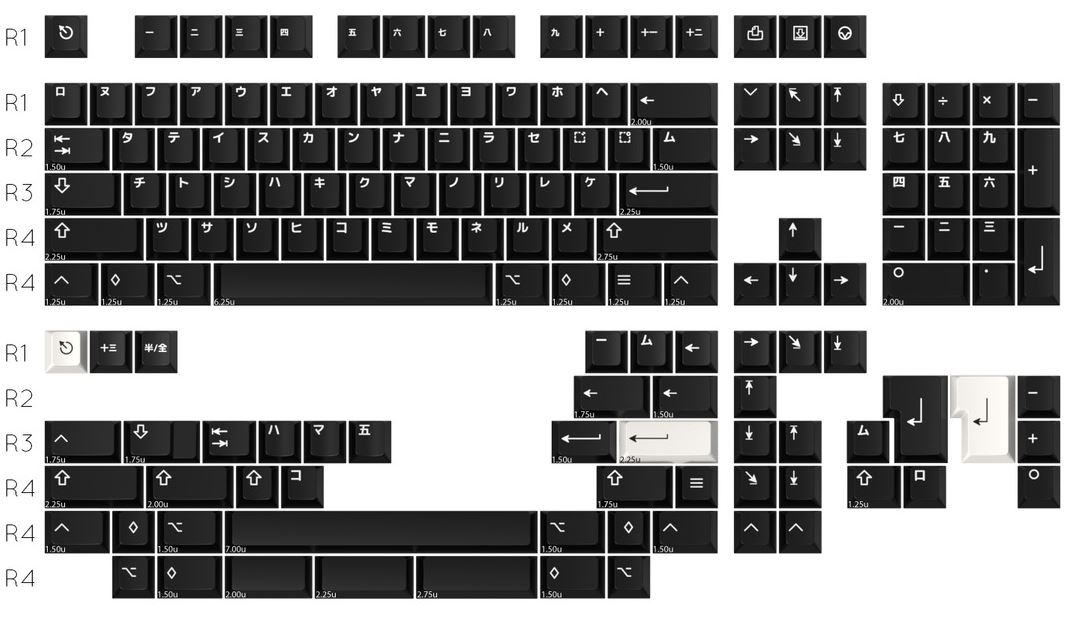 R1 一 二 三 四 五 六 七 八 九 十 十一 十二
R1 ロ ヌ フ ア ウ エ オ ヤ ユ ヨ ワ ホ ヘ ← 2.00u ÷ × −
R2 1.50u タ テ イ ス カ ン ナ ニ ラ セ ム 1.50u → 七 八 九 +
R3 1.75u チ ト シ ハ キ ク マ ノ リ レ ケ 2.25u 四 五 六
R4 2.25u ツ サ ソ ヒ コ ミ モ ネ ル メ 2.75u ↑ 一 二 三
R4 1.25u 1.25u 1.25u 6.25u 1.25u 1.25u 1.25u 1.25u ← ↓ → 2.00u
R1 十三 半/全 ー ム ← →
R2 ← 1.75u ← 1.50u −
R3 1.75u 1.75u ハ マ 五 1.50u 2.25u ム +
R4 2.25u 2.00u コ 1.75u 1.25u ロ
R4 1.50u 1.50u 7.00u 1.50u 1.50u
R4 1.50u 2.00u 2.25u 2.75u 1.50u